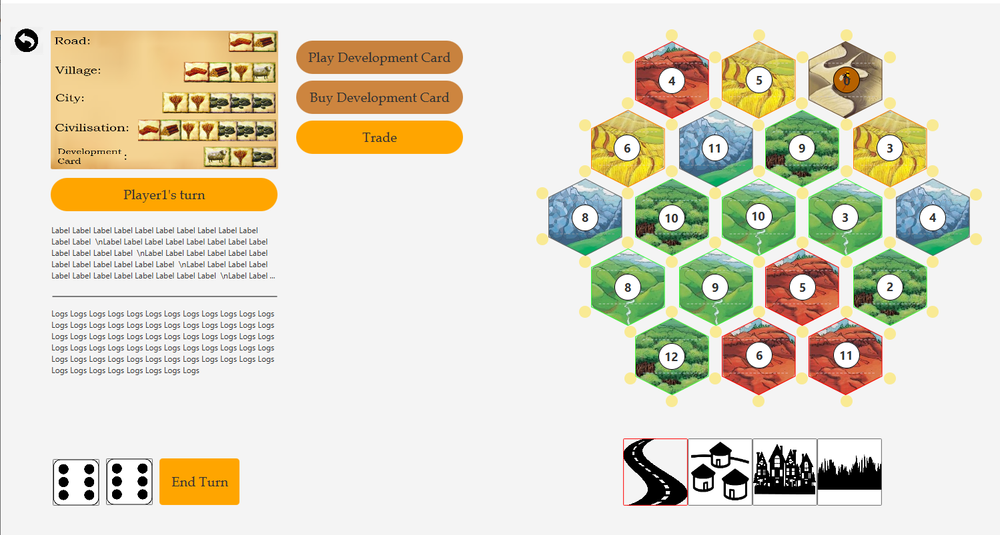 Road:
Village:
City:
Civilisation:
Development
Card :
Play Development Card
Buy Development Card
Trade
Player1's turn
Label Label Label Label Label Label Label Label Label Label
Label Label \nLabel Label Label Label Label Label Label Label
Label Label Label Label \nLabel Label Label Label Label Label
Label Label Label Label Label Label \nLabel Label Label Label
Label Label Label Label Label Label Label Label \nLabel Label ...
Logs Logs Logs Logs Logs Logs Logs Logs Logs Logs Logs Logs
Logs Logs Logs Logs Logs Logs Logs Logs Logs Logs Logs Logs
Logs Logs Logs Logs Logs Logs Logs Logs Logs Logs Logs Logs
Logs Logs Logs Logs Logs Logs Logs Logs Logs Logs Logs Logs
Logs Logs Logs Logs Logs Logs Logs Logs Logs Logs Logs Logs
Logs Logs Logs Logs Logs Logs Logs Logs
End Turn
4 5 0
6 11 9 3
8 10 10 3 4
8 9 5 2
12 6 11